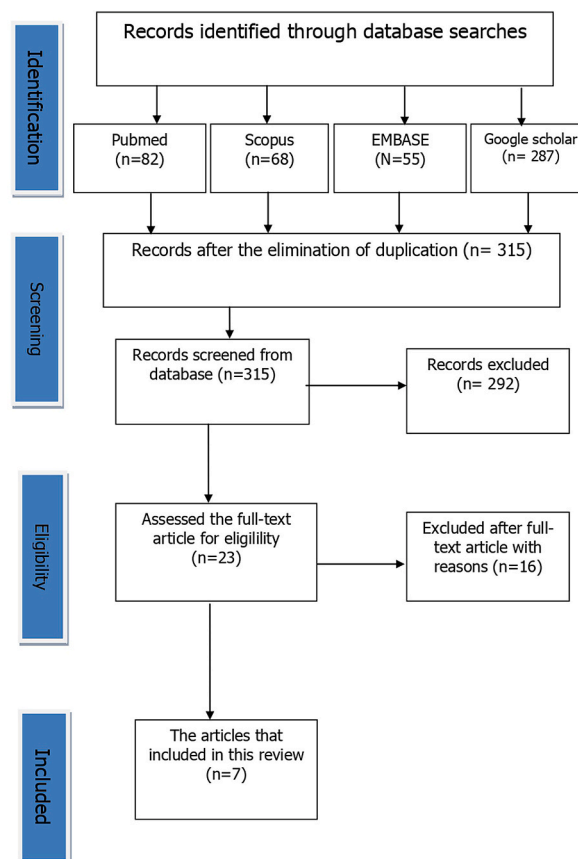 Identification
Records identified through database searches
Pubmed
(n=82)
Scopus
(n=68)
EMBASE
(N=55)
Google scholar
(n= 287)
Screening
Records after the elimination of duplication (n= 315)
Records screened from
database (n=315)
Records excluded
(n= 292)
Eligibility
Assessed the full-text
article for eligilility
(n=23)
Excluded after full-
text article with
reasons (n=16)
Included
The articles that
included in this review
(n=7)